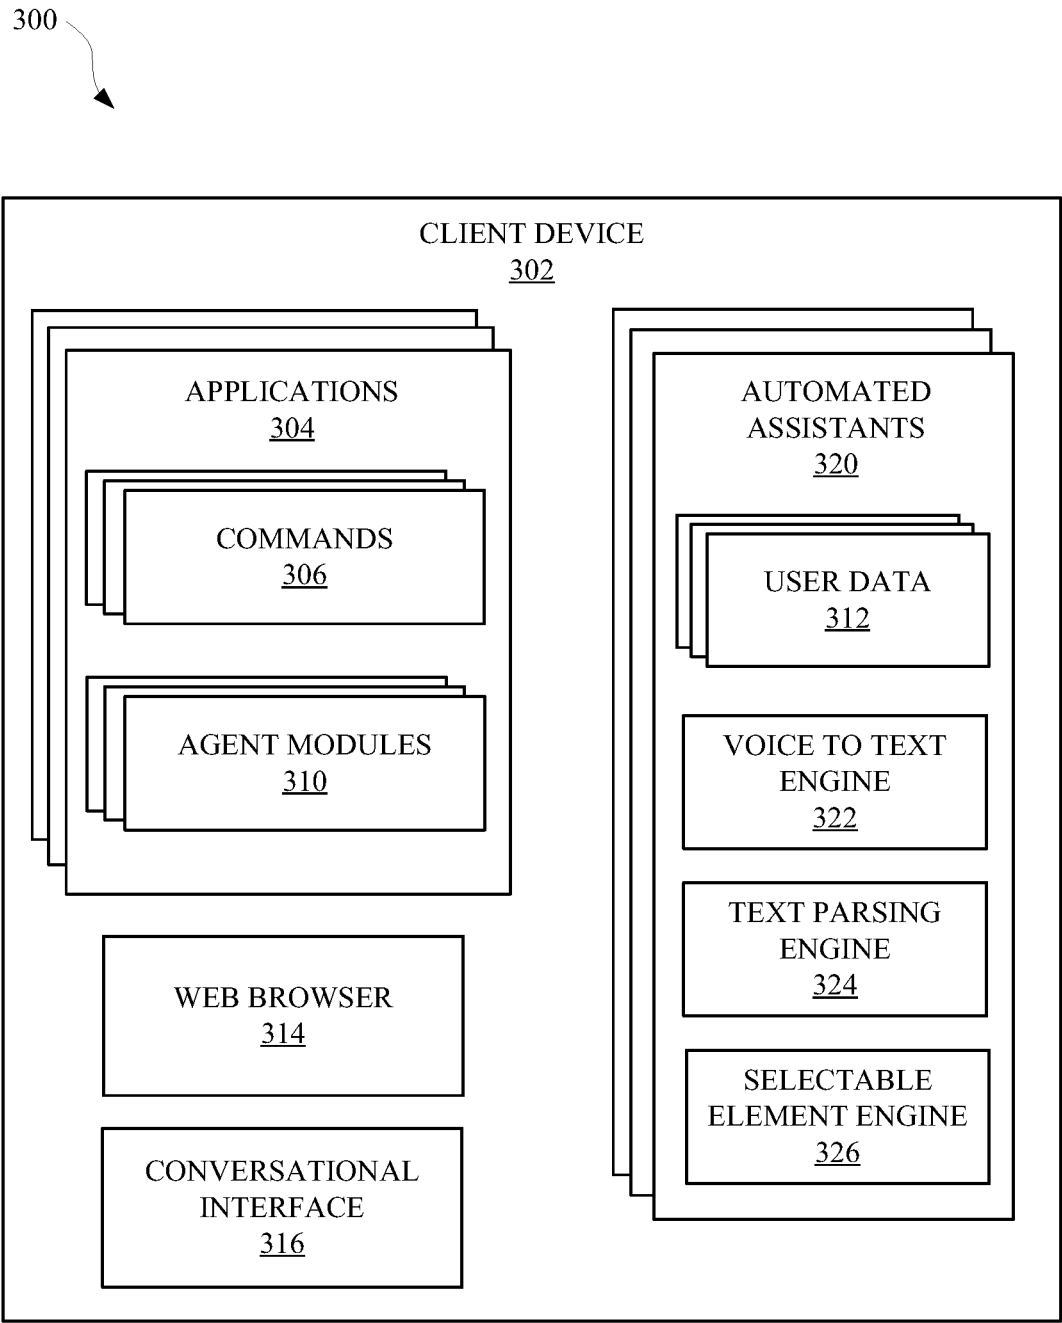 300
CLIENT DEVICE
302
APPLICATIONS
304
COMMANDS
306
AGENT MODULES
310
WEB BROWSER
314
CONVERSATIONAL
INTERFACE
316
AUTOMATED
ASSISTANTS
320
USER DATA
312
VOICE TO TEXT
ENGINE
322
TEXT PARSING
ENGINE
324
SELECTABLE
ELEMENT ENGINE
326